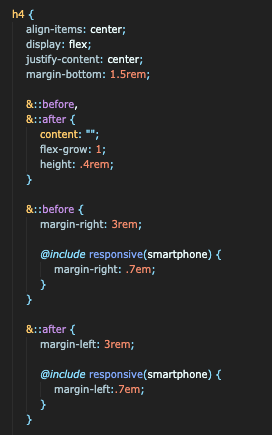 h4 {
align-items: center;
display: flex;
justify-content: center;
margin-bottom: 1.5rem;
&::before,
&::after {
content: "";
flex-grow: 1;
height: .4rem;
}
&::before {
margin-right: 3rem;
@include responsive(smartphone) {
margin-right: .7em;
}
}
&::after {
margin-left: 3rem;
@include responsive(smartphone) {
margin-left:.7em;
}
}